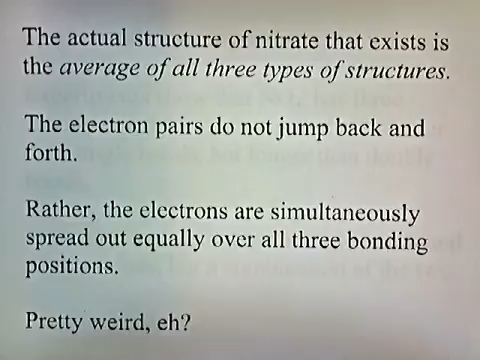 The actual structure of nitrate that exists is
the average of all three types of structures.
The electron pairs do not jump back and
forth.
Rather, the electrons are simultaneously
spread out equally over all three bonding
positions.
Pretty weird, eh?